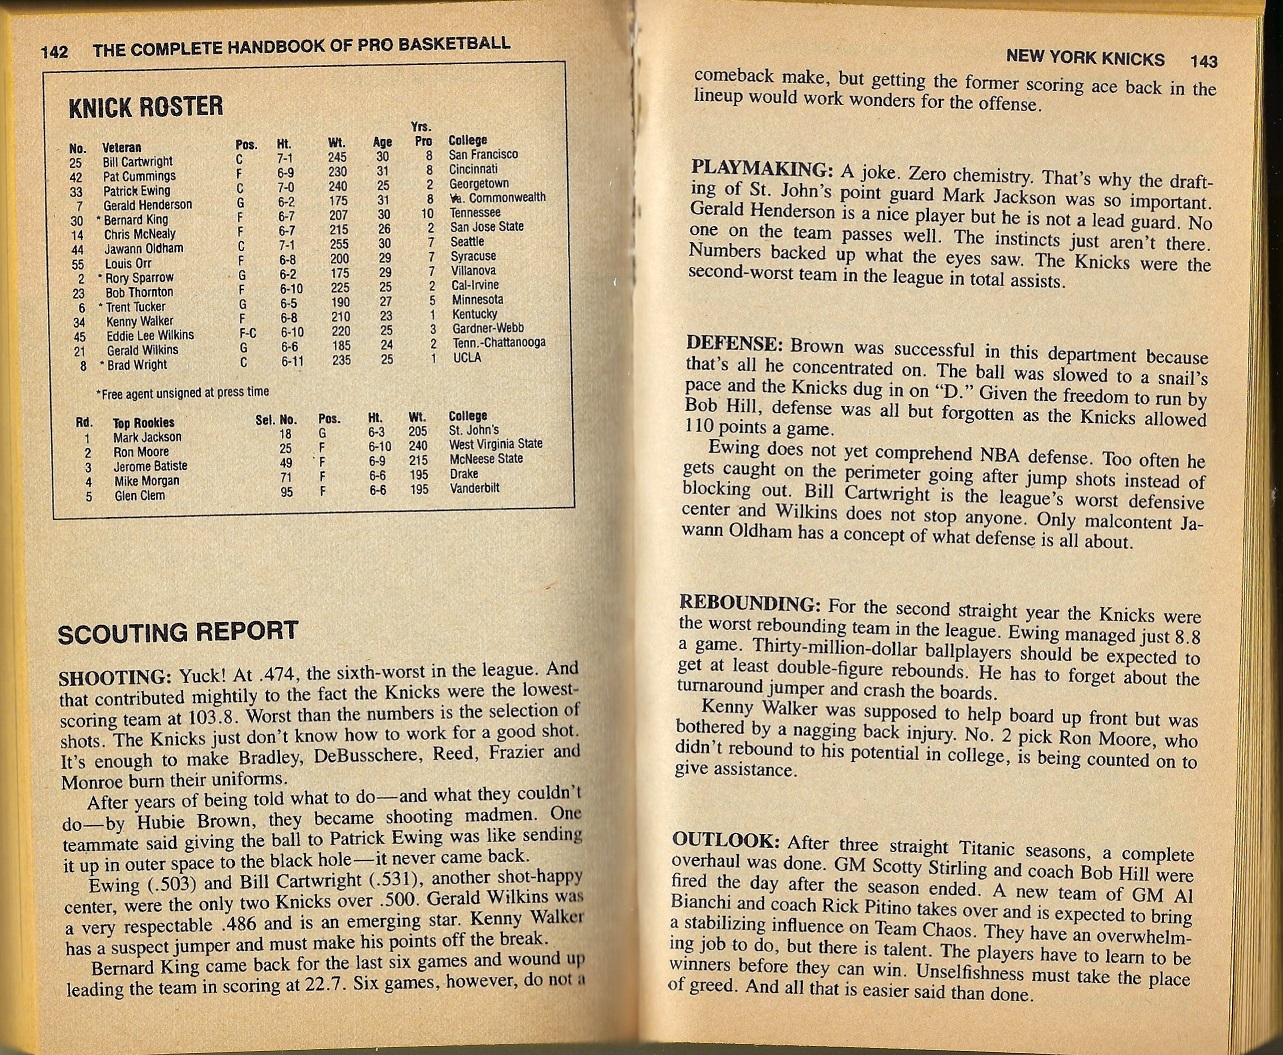 142 THE COMPLETE HANDBOOK OF PRO BASKETBALL
KNICK ROSTER
Yrs.
No. Veteran Pos. Ht. Wt. Age Pro College
25 Bill Cartwright C 7-1 245 30 8 San Francisco
42 Pat Cummings F 6-9 230 31 8 Cincinnati
33 Patrick Ewing C 7-0 240 25 2 Georgetown
7 Gerald Henderson G 6-2 175 31 8 Va. Commonwealth
30 *Bernard King F 6-7 207 30 10 Tennessee
14 Chris McNealy F 6-7 215 26 2 San Jose State
44 Jawann Oldham C 7-1 255 30 7 Seattle
55 Louis Orr F 6-8 200 29 7 Syracuse
2 *Rory Sparrow G 6-2 175 29 7 Villanova
23 Bob Thornton F 6-10 225 25 2 Cal-Irvine
6 *Trent Tucker G 6-5 190 27 5 Minnesota
34 Kenny Walker F 6-8 210 23 1 Kentucky
45 Eddie Lee Wilkins F-C 6-10 220 25 3 Gardner-Webb
21 Gerald Wilkins G 6-6 185 24 2 Tenn.-Chattanooga
8 *Brad Wright C 6-11 235 25 1 UCLA
*Free agent unsigned at press time
Rd. Top Rookies Sel. No. Pos. Ht. Wt. College
1 Mark Jackson 18 G 6-3 205 St. John's
2 Ron Moore 25 F 6-10 240 West Virginia State
3 Jerome Batiste 49 F 6-9 215 McNeese State
4 Mike Morgan 71 F 6-6 195 Drake
5 Glen Clem 95 F 6-6 195 Vanderbilt
SCOUTING REPORT
SHOOTING: Yuck! At .474, the sixth-worst in the league. And
that contributed mightily to the fact the Knicks were the lowest-
scoring team at 103.8. Worst than the numbers is the selection of
shots. The Knicks just don't know how to work for a good shot.
It's enough to make Bradley, DeBusschere, Reed, Frazier and
Monroe burn their uniforms.
After years of being told what to do—and what they couldn't
do—by Hubie Brown, they became shooting madmen. One
teammate said giving the ball to Patrick Ewing was like sending
it up in outer space to the black hole—it never came back.
Ewing (.503) and Bill Cartwright (.531), another shot-happy
center, were the only two Knicks over .500. Gerald Wilkins was
a very respectable .486 and is an emerging star. Kenny Walker
has a suspect jumper and must make his points off the break.
Bernard King came back for the last six games and wound up
leading the team in scoring at 22.7. Six games, however, do not a
NEW YORK KNICKS 143
comeback make, but getting the former scoring ace back in the
lineup would work wonders for the offense.
PLAYMAKING: A joke. Zero chemistry. That's why the draft-
ing of St. John's point guard Mark Jackson was so important.
Gerald Henderson is a nice player but he is not a lead guard. No
one on the team passes well. The instincts just aren't there.
Numbers backed up what the eyes saw. The Knicks were the
second-worst team in the league in total assists.
DEFENSE: Brown was successful in this department because
that's all he concentrated on. The ball was slowed to a snail's
pace and the Knicks dug in on "D." Given the freedom to run by
Bob Hill, defense was all but forgotten as the Knicks allowed
110 points a game.
Ewing does not yet comprehend NBA defense. Too often he
gets caught on the perimeter going after jump shots instead of
blocking out. Bill Cartwright is the league's worst defensive
center and Wilkins does not stop anyone. Only malcontent Ja-
wann Oldham has a concept of what defense is all about.
REBOUNDING: For the second straight year the Knicks were
the worst rebounding team in the league. Ewing managed just 8.8
a game. Thirty-million-dollar ballplayers should be expected to
get at least double-figure rebounds. He has to forget about the
turnaround jumper and crash the boards.
Kenny Walker was supposed to help board up front but was
bothered by a nagging back injury. No. 2 pick Ron Moore, who
didn't rebound to his potential in college, is being counted on to
give assistance.
OUTLOOK: After three straight Titanic seasons, a complete
overhaul was done. GM Scotty Stirling and coach Bob Hill were
fired the day after the season ended. A new team of GM Al
Bianchi and coach Rick Pitino takes over and is expected to bring
a stabilizing influence on Team Chaos. They have an overwhelm-
ing job to do, but there is talent. The players have to learn to be
winners before they can win. Unselfishness must take the place
of greed. And all that is easier said than done.